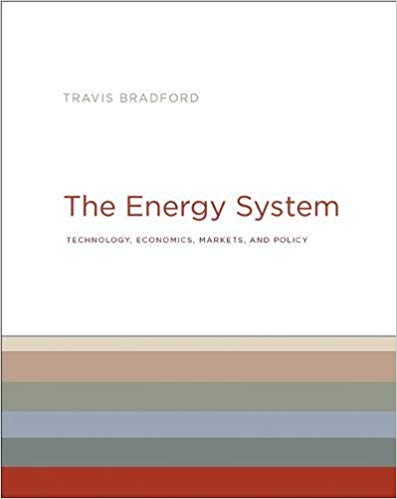 TRAVIS BRADFORD
The Energy System
TECHNOLOGY, ECONOMICS, MARKETS, AND POLICY